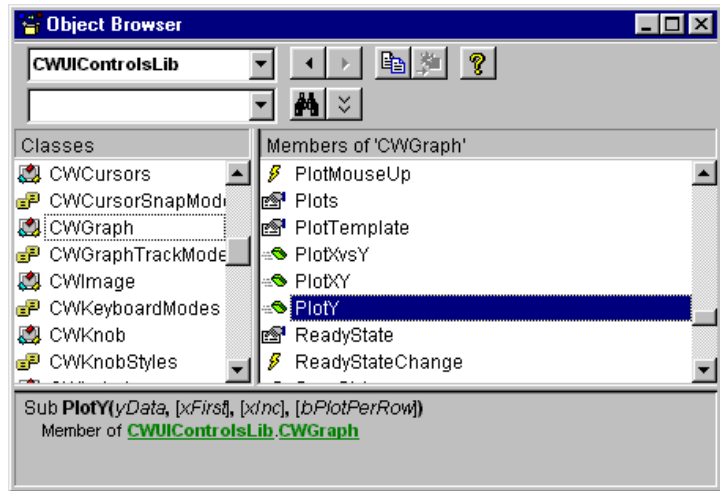 Object Browser
CWUIControlsLib
Classes
Members of 'CWGraph'
CWCursors
CWCursorSnapMod
CWGraph
CWGraphTrackMode
CWImage
CWKeyboardModes
CWKnob
CWKnobStyles
PlotMouseUp
Plots
PlotTemplate
PlotXvsY
PlotXY
PlotY
ReadyState
ReadyStateChange
Sub PlotY(yData, [xFirst], [xInc], [bPlotPerRow])
Member of CWUIControlsLib.CWGraph